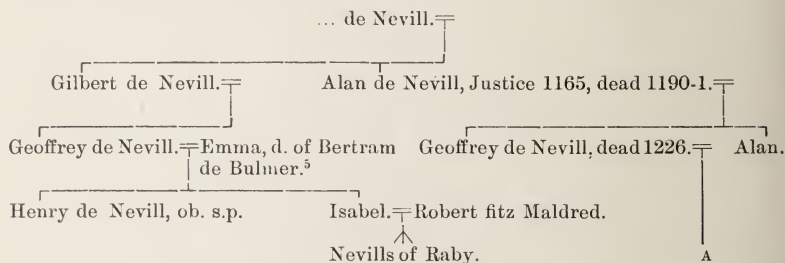 ... de Nevill.
Gilbert de Nevill. Alan de Nevill, Justice 1165, dead 1190-1.
Geoffrey de Nevill. Emma, d. of Bertram Geoffrey de Nevill, dead 1226. Alan.
de Bulmer.⁵
Henry de Nevill, ob. s.p. Isabel. Robert fitz Maldred.
Nevills of Raby. A